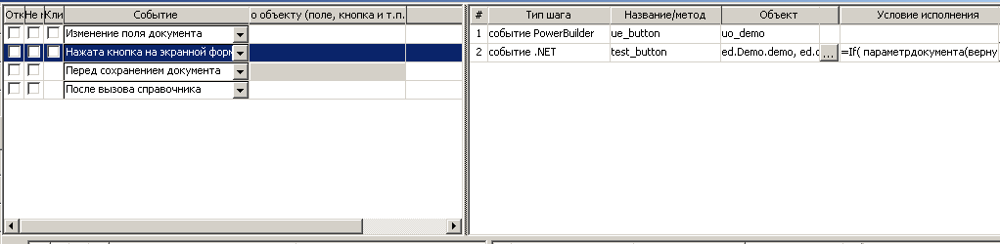 Отк Не г Кли Событие о объекту (поле, кнопка и т.п.
Изменение поля документа
Нажата кнопка на экранной форм
Перед сохранением документа
После вызова справочника
# Тип шага Название/метод Объект Условие исполнения
1 событие PowerBuilder ue_button uo_demo
2 событие .NET test_button ed.Demo.demo, ed.c ... =If( параметрдокумента(верну